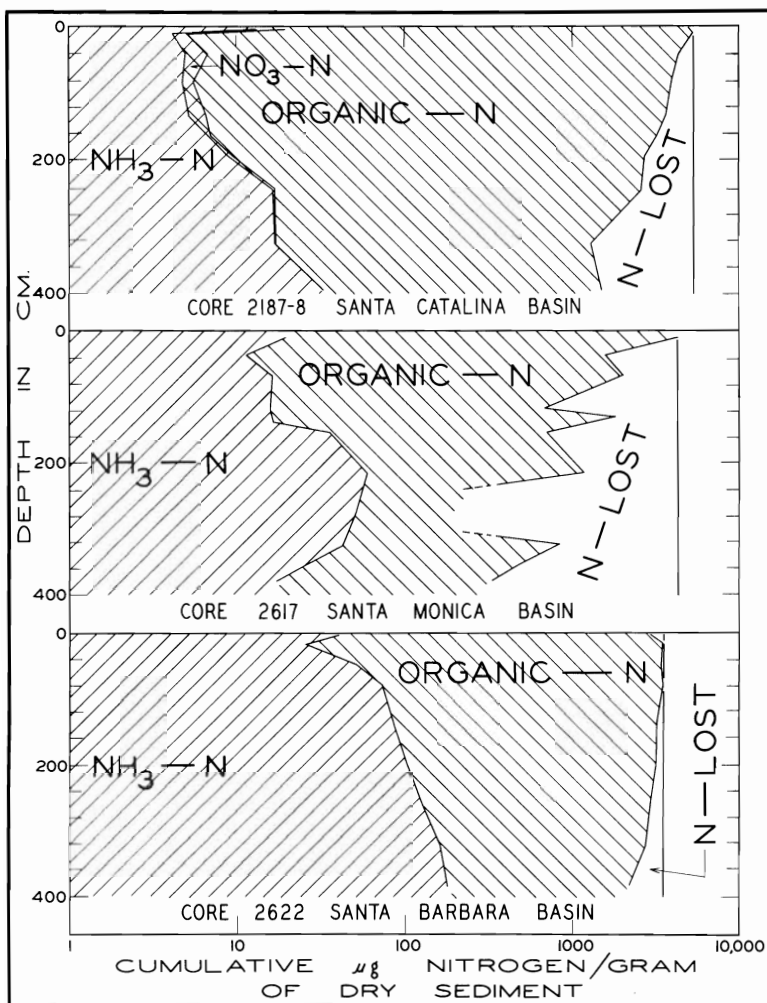 0
NO3-N
ORGANIC — N
NH3-N
200
N-LOST
400
CORE 2187-8 SANTA CATALINA BASIN
0
ORGANIC — N
NH3-N
200
N-LOST
400
CORE 2617 SANTA MONICA BASIN
0
ORGANIC — N
NH3-N
200
N-LOST
400
CORE 2622 SANTA BARBARA BASIN
DEPTH IN CM.
1 10 100 1000 10,000
CUMULATIVE μg NITROGEN/GRAM
OF DRY SEDIMENT